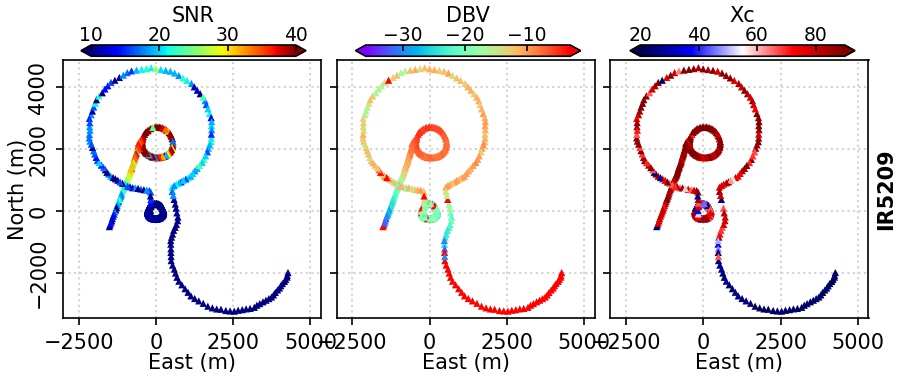 SNR DBV Xc
10 20 30 40 −30 −20 −10 20 40 60 80
4000
2000
0
−2000
North (m)
IR5209
−2500 0 2500 5000 −2500 0 2500 5000 −2500 0 2500
East (m) East (m) East (m)